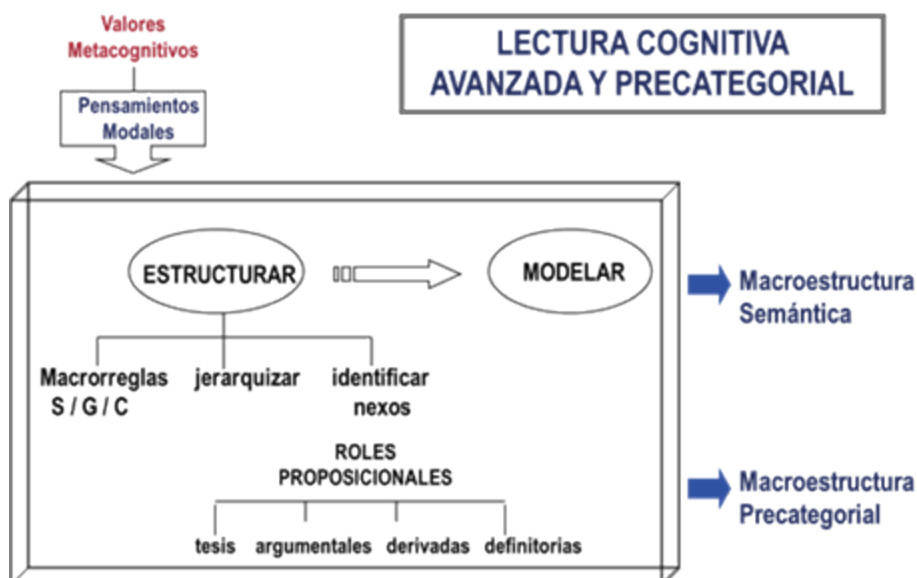 Valores
Metacognitivos
LECTURA COGNITIVA
AVANZADA Y PRECATEGORIAL
Pensamientos
Modales
ESTRUCTURAR
MODELAR
Macroestructura
Semántica
Macrorreglas
S / G / C
jerarquizar
identificar
nexos
ROLES
PROPOSICIONALES
tesis
argumentales
derivadas
definitorias
Macroestructura
Precategorial